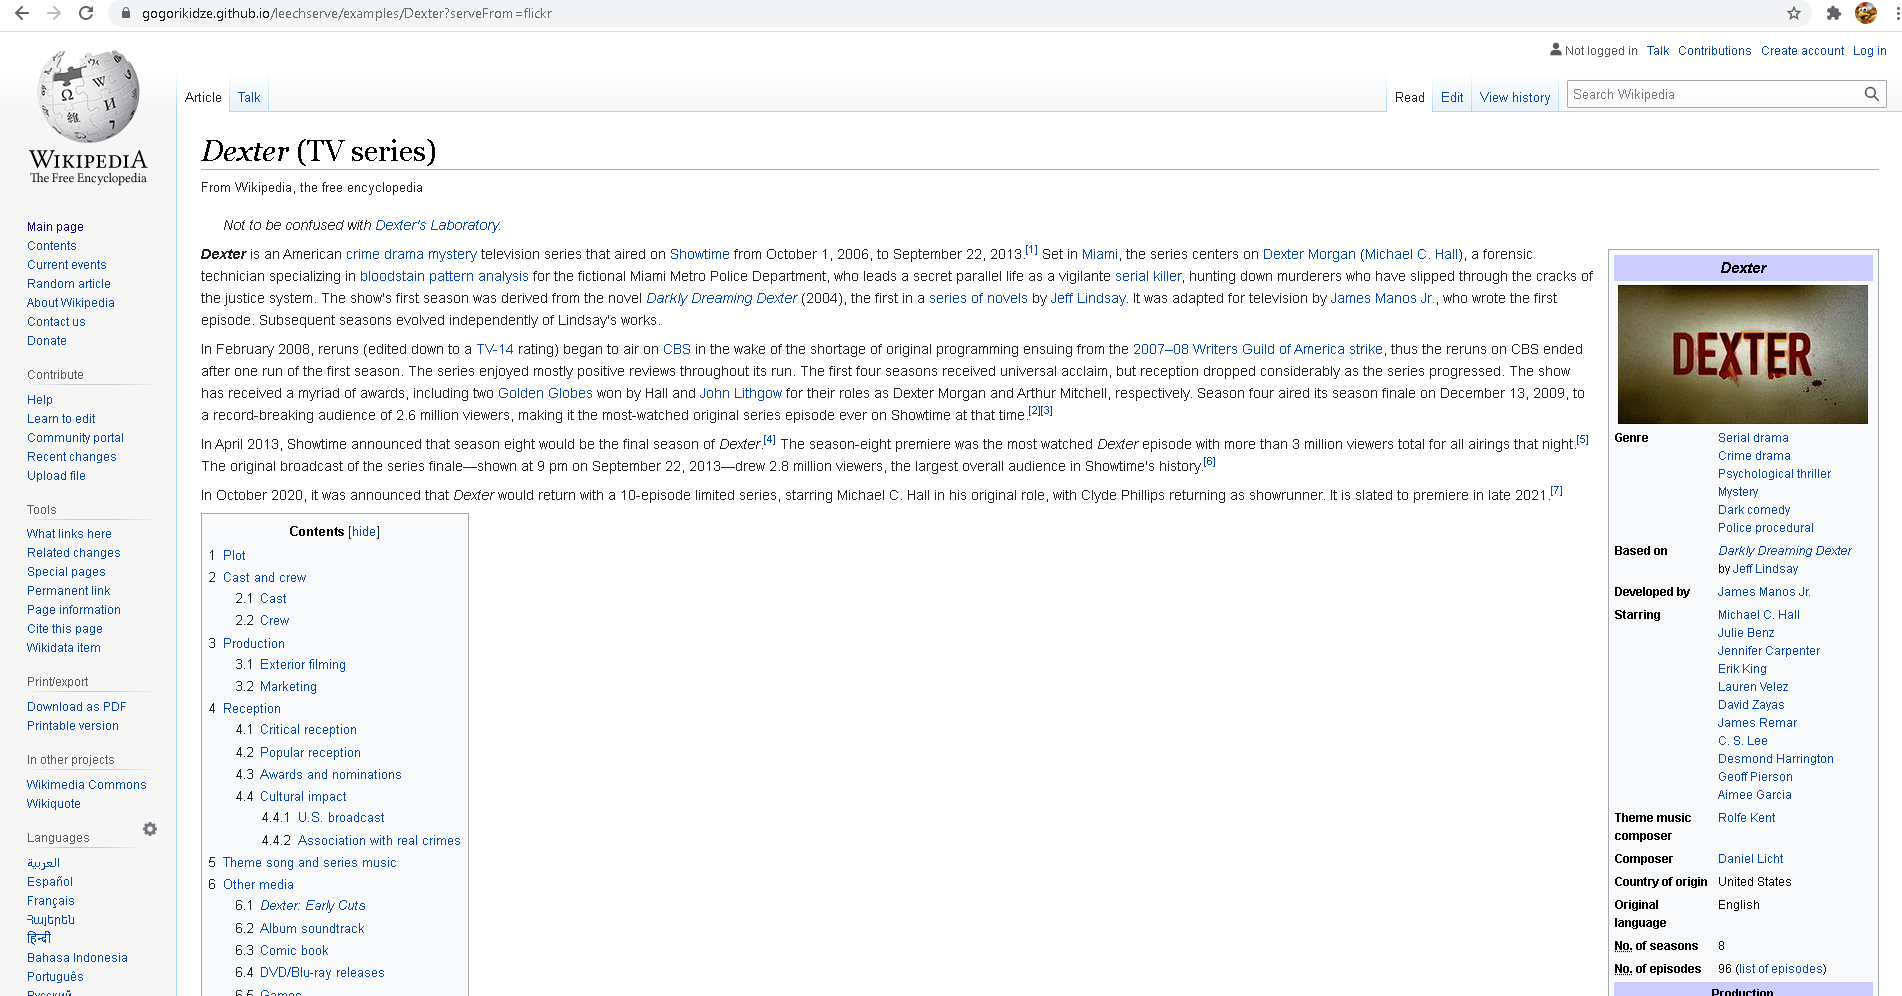 gogorikidze.github.io/leechserve/examples/Dexter?serveFrom=flickr
Not logged in Talk Contributions Create account Log in
Article Talk Read Edit View history Search Wikipedia
WIKIPEDIA
The Free Encyclopedia
Main page
Contents
Current events
Random article
About Wikipedia
Contact us
Donate
Contribute
Help
Learn to edit
Community portal
Recent changes
Upload file
Tools
What links here
Related changes
Special pages
Permanent link
Page information
Cite this page
Wikidata item
Print/export
Download as PDF
Printable version
In other projects
Wikimedia Commons
Wikiquote
Languages
العربية
Español
Français
Հայերեն
हिन्दी
Bahasa Indonesia
Português
Русский
Dexter (TV series)
From Wikipedia, the free encyclopedia
Not to be confused with Dexter's Laboratory.
Dexter is an American crime drama mystery television series that aired on Showtime from October 1, 2006, to September 22, 2013.[1] Set in Miami, the series centers on Dexter Morgan (Michael C. Hall), a forensic
technician specializing in bloodstain pattern analysis for the fictional Miami Metro Police Department, who leads a secret parallel life as a vigilante serial killer, hunting down murderers who have slipped through the cracks of
the justice system. The show's first season was derived from the novel Darkly Dreaming Dexter (2004), the first in a series of novels by Jeff Lindsay. It was adapted for television by James Manos Jr., who wrote the first
episode. Subsequent seasons evolved independently of Lindsay's works.
In February 2008, reruns (edited down to a TV-14 rating) began to air on CBS in the wake of the shortage of original programming ensuing from the 2007–08 Writers Guild of America strike, thus the reruns on CBS ended
after one run of the first season. The series enjoyed mostly positive reviews throughout its run. The first four seasons received universal acclaim, but reception dropped considerably as the series progressed. The show
has received a myriad of awards, including two Golden Globes won by Hall and John Lithgow for their roles as Dexter Morgan and Arthur Mitchell, respectively. Season four aired its season finale on December 13, 2009, to
a record-breaking audience of 2.6 million viewers, making it the most-watched original series episode ever on Showtime at that time.[2][3]
In April 2013, Showtime announced that season eight would be the final season of Dexter.[4] The season-eight premiere was the most watched Dexter episode with more than 3 million viewers total for all airings that night.[5]
The original broadcast of the series finale—shown at 9 pm on September 22, 2013—drew 2.8 million viewers, the largest overall audience in Showtime's history.[6]
In October 2020, it was announced that Dexter would return with a 10-episode limited series, starring Michael C. Hall in his original role, with Clyde Phillips returning as showrunner. It is slated to premiere in late 2021.[7]
Contents [hide]
1 Plot
2 Cast and crew
2.1 Cast
2.2 Crew
3 Production
3.1 Exterior filming
3.2 Marketing
4 Reception
4.1 Critical reception
4.2 Popular reception
4.3 Awards and nominations
4.4 Cultural impact
4.4.1 U.S. broadcast
4.4.2 Association with real crimes
5 Theme song and series music
6 Other media
6.1 Dexter: Early Cuts
6.2 Album soundtrack
6.3 Comic book
6.4 DVD/Blu-ray releases
6.5 Games
Dexter
DEXTER
Genre Serial drama
Crime drama
Psychological thriller
Mystery
Dark comedy
Police procedural
Based on Darkly Dreaming Dexter
by Jeff Lindsay
Developed by James Manos Jr.
Starring Michael C. Hall
Julie Benz
Jennifer Carpenter
Erik King
Lauren Velez
David Zayas
James Remar
C. S. Lee
Desmond Harrington
Geoff Pierson
Aimee Garcia
Theme music Rolfe Kent
composer
Composer Daniel Licht
Country of origin United States
Original English
language
No. of seasons 8
No. of episodes 96 (list of episodes)
Production